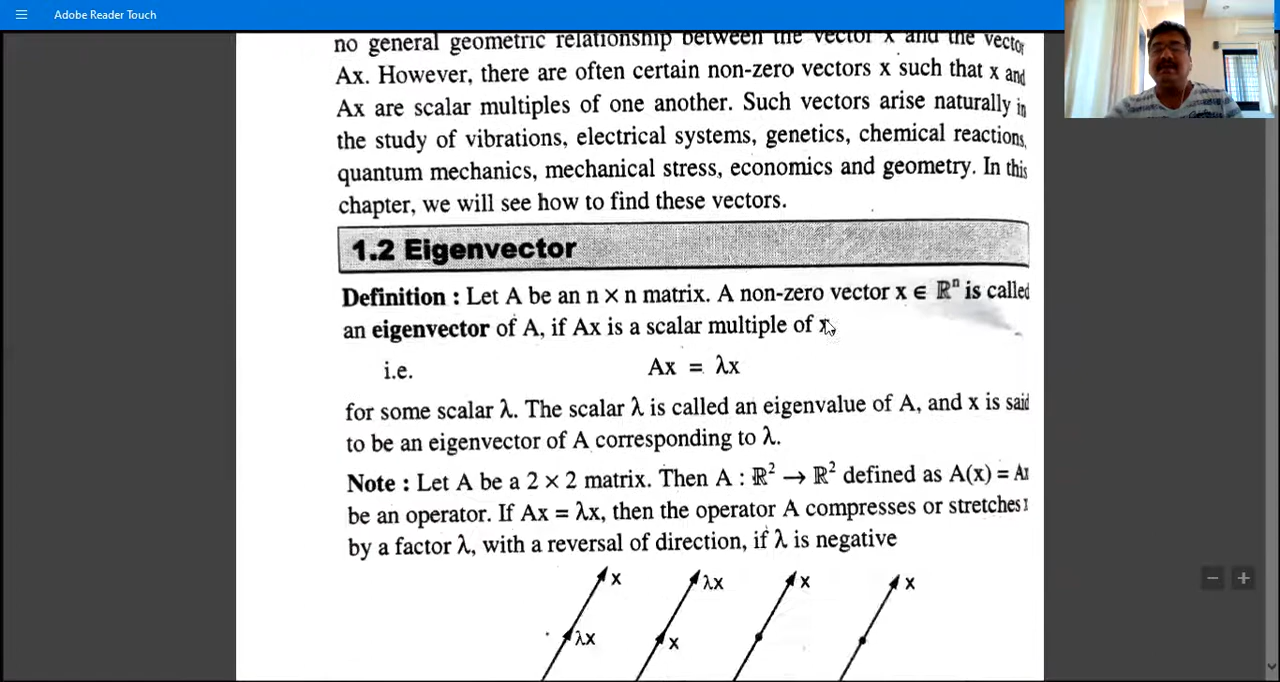 Adobe Reader Touch
no general geometric relationship between the vector x and the vector
Ax. However, there are often certain non-zero vectors x such that x and
Ax are scalar multiples of one another. Such vectors arise naturally in
the study of vibrations, electrical systems, genetics, chemical reactions,
quantum mechanics, mechanical stress, economics and geometry. In this
chapter, we will see how to find these vectors.
1.2 Eigenvector
Definition : Let A be an n × n matrix. A non-zero vector x ∈ ℝⁿ is called
an eigenvector of A, if Ax is a scalar multiple of x.
i.e. Ax = λx
for some scalar λ. The scalar λ is called an eigenvalue of A, and x is said
to be an eigenvector of A corresponding to λ.
Note : Let A be a 2 × 2 matrix. Then A : ℝ² → ℝ² defined as A(x) = Ax
be an operator. If Ax = λx, then the operator A compresses or stretches x
by a factor λ, with a reversal of direction, if λ is negative
x λx x x
λx x